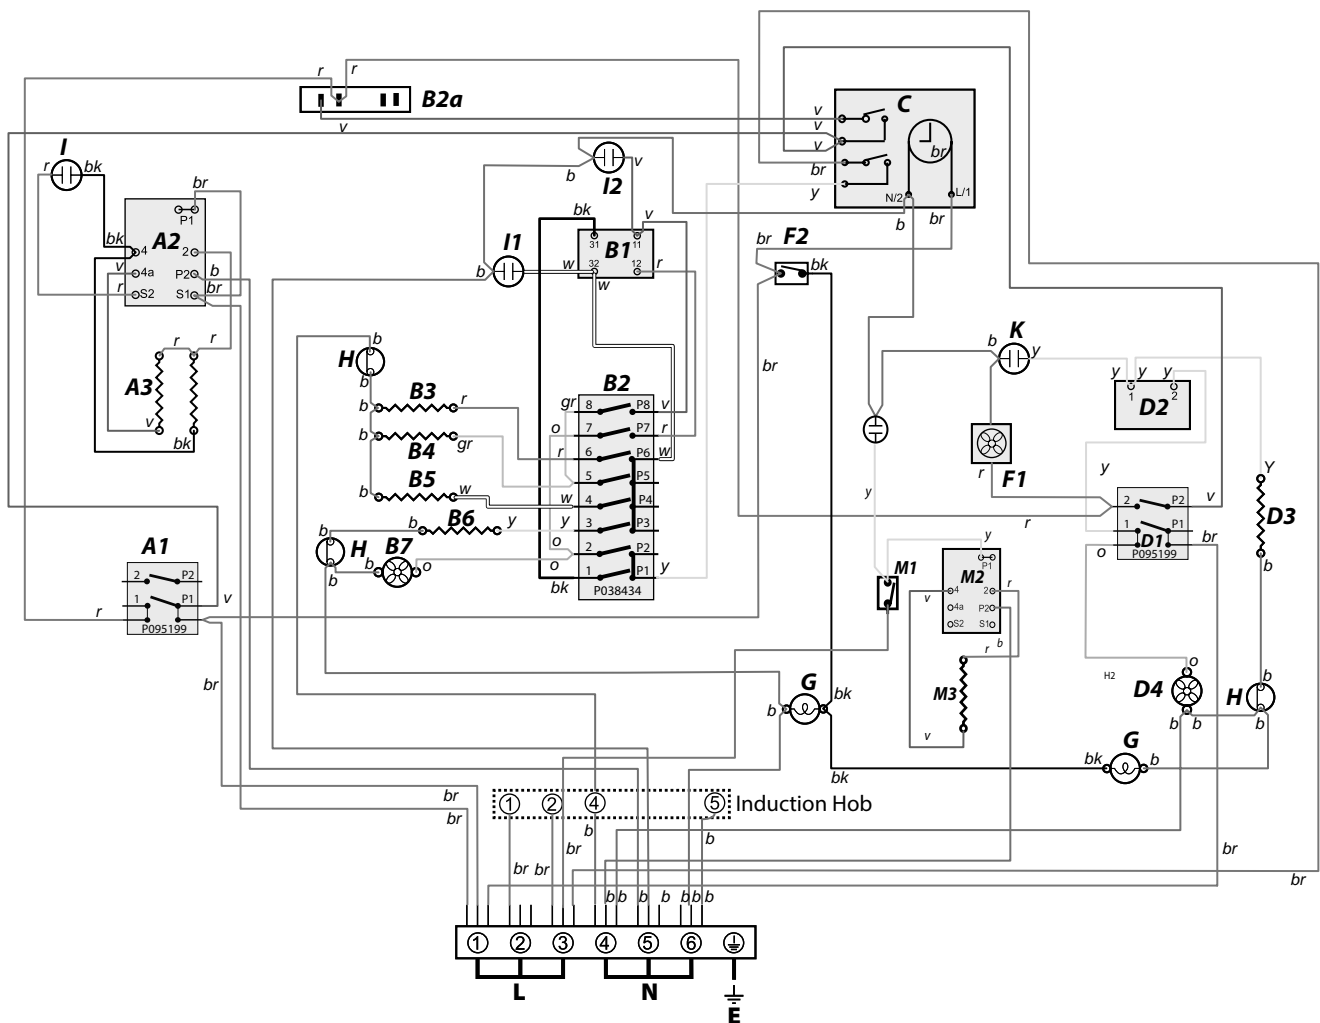 r r
B2a
v
C
v
v
v
br
y
br
N/2
L/1
b
br
I
r bk
br
P1
A2
bk
4
2
v
4a
P2
b
r
S2
S1
br
r r
A3
v
bk
I2
b
v
bk
v
31
11
B1
32
12
I1
b
w
w
r
F2
br
bk
br
H
b
b
b
B3
r
b
B4
gr
b
B5
w
b
B6
y
b
H
B7
b
b
o
B2
gr
8
P8
v
o
7
P7
r
r
6
P6
w
5
P5
w
4
P4
y
3
P3
o
2
P2
o
1
P1
y
bk
P038434
K
b
y
y
y
y
1
2
D2
F1
r
y
y
r
2
P2
v
1
P1
br
o
D1
P095199
Y
D3
b
A1
2
P2
1
P1
v
r
P095199
br
M1
y
P1
M2
4
2
r
v
4a
P2
S2
S1
b
r
M3
v
H2
o
D4
b b
b
H
b
G
b
bk
bk
G
bk
b
br
br
1 2 4 5 Induction Hob
b
b
br
br br
br
br
b b b b b b b
1 2 3 4 5 6
L
N
E